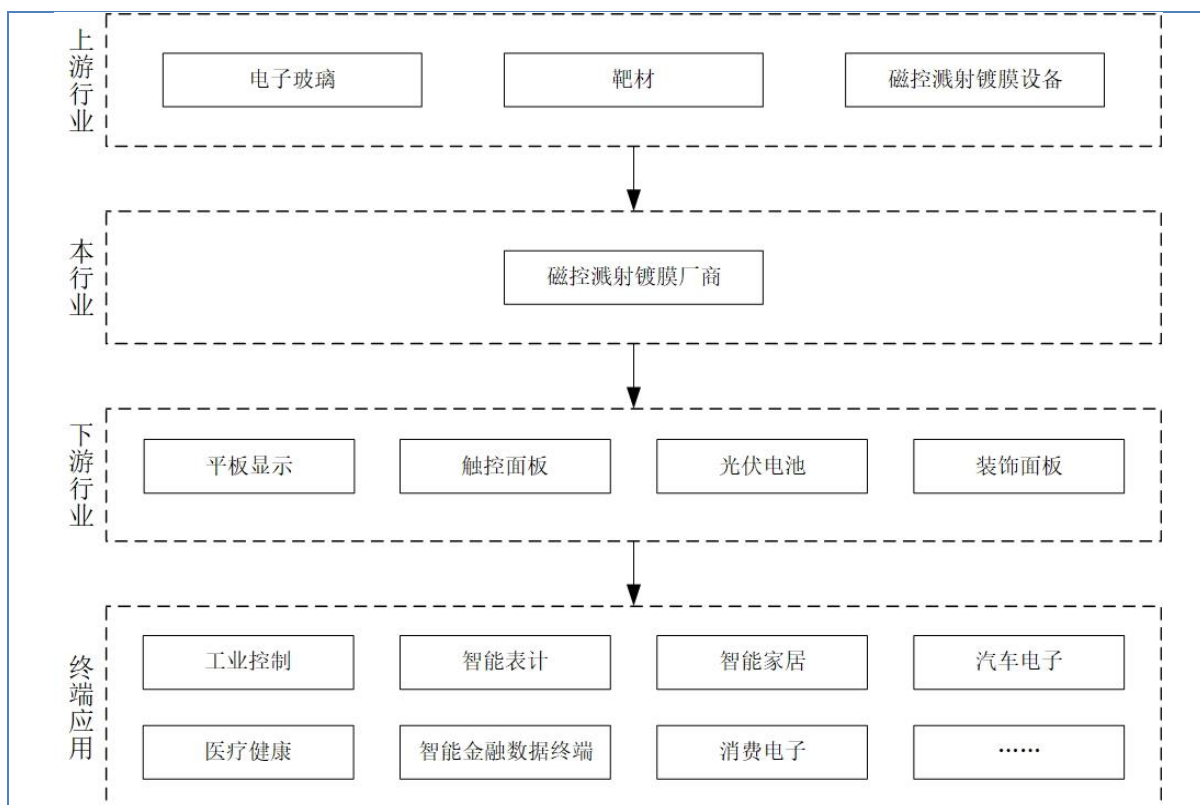 上游行业
电子玻璃
靶材
磁控溅射镀膜设备
本行业
磁控溅射镀膜厂商
下游行业
平板显示
触控面板
光伏电池
装饰面板
终端应用
工业控制
智能表计
智能家居
汽车电子
医疗健康
智能金融数据终端
消费电子
……